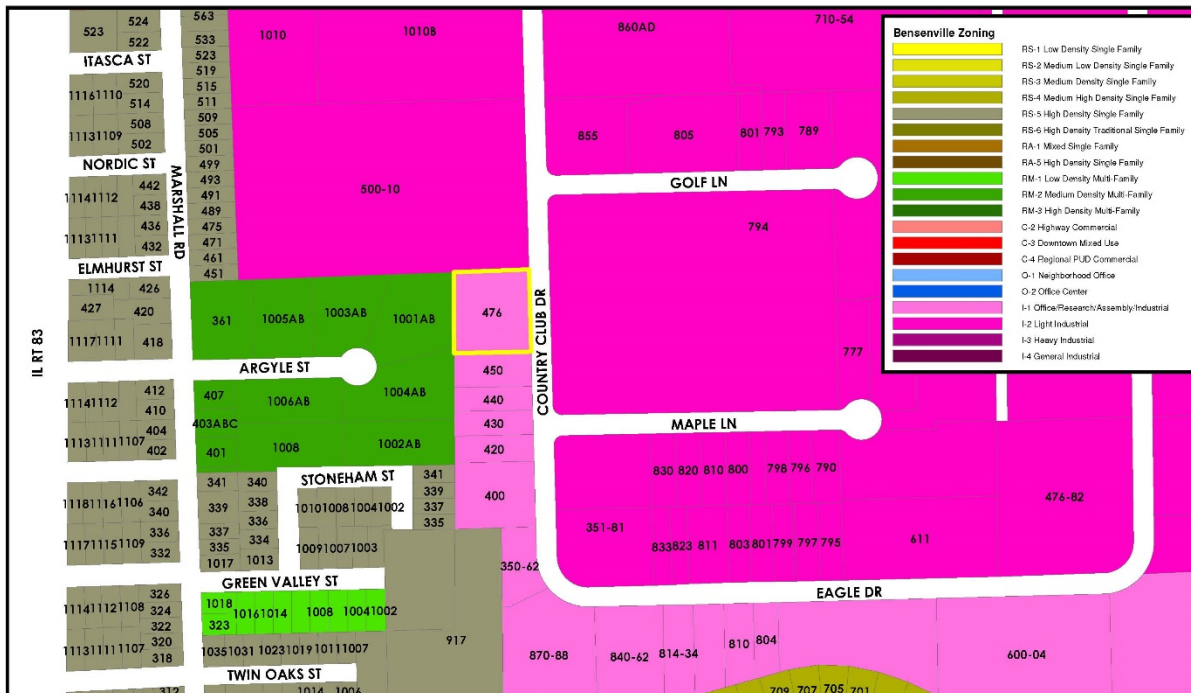 563
524
523
522
533
523
519
515
511
509
505
501
499
493
491
489
475
471
461
451
ITASCA ST
1116 1110
520
514
1113 1109
508
502
NORDIC ST
1114 1112
442
438
1113 1111
436
432
ELMHURST ST
1114
426
427
420
1117 1111
418
MARSHALL RD
IL RT 83
1010
1010B
860AD
710-54
855
805
801
793
789
500-10
GOLF LN
794
777
COUNTRY CLUB DR
476
361
1005AB
1003AB
1001AB
ARGYLE ST
450
440
430
420
400
407
1006AB
1004AB
403ABC
401
1008
1002AB
412
1114 1112
410
404
1113 1111 1107
402
MAPLE LN
830 820 810 800
798 796 790
476-82
351-81
833 823 811
803 801 799 797 795
611
STONEHAM ST
341
340
339
338
336
337
334
335
1017
1013
1010 1008 1004 1002
1009 1007 1003
341
339
337
335
342
1118 1116 1106
340
336
1117 1115 1109
332
350-62
GREEN VALLEY ST
EAGLE DR
326
1114 1112 1108
324
322
320
1113 1111 1107
318
1018
323
1016 1014
1008
1004 1002
1035 1031
1023 1019
1011 1007
917
870-88
840-62
814-34
810
804
600-04
TWIN OAKS ST
312
1014
1006
709 707 705 701
Bensenville Zoning
RS-1 Low Density Single Family
RS-2 Medium Low Density Single Family
RS-3 Medium Density Single Family
RS-4 Medium High Density Single Family
RS-5 High Density Single Family
RS-6 High Density Traditional Single Family
RA-1 Mixed Single Family
RA-5 High Density Single Family
RM-1 Low Density Multi-Family
RM-2 Medium Density Multi-Family
RM-3 High Density Multi-Family
C-2 Highway Commercial
C-3 Downtown Mixed Use
C-4 Regional PUD Commercial
O-1 Neighborhood Office
O-2 Office Center
I-1 Office/Research/Assembly/Industrial
I-2 Light Industrial
I-3 Heavy Industrial
I-4 General Industrial